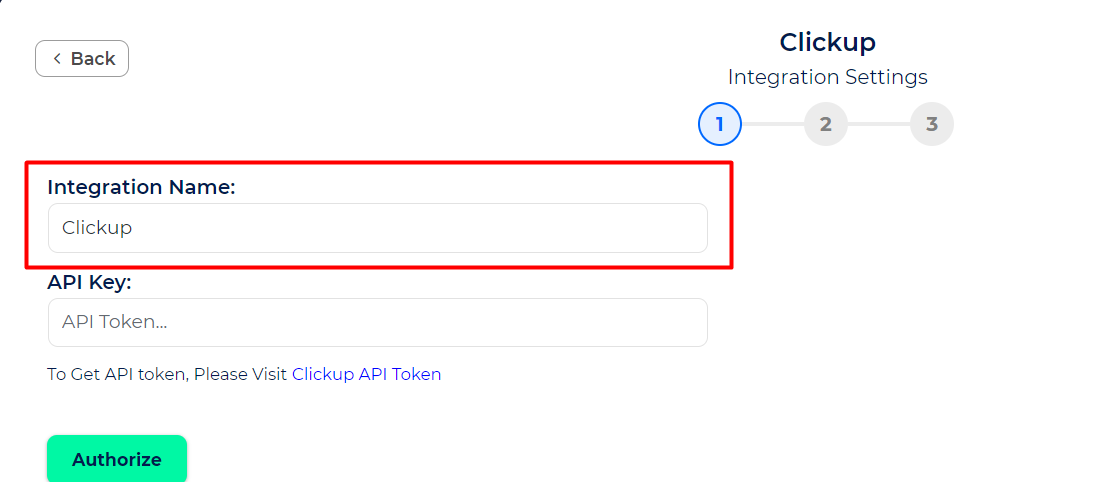 Back
Clickup
Integration Settings
1 2 3
Integration Name:
Clickup
API Key:
API Token...
To Get API token, Please Visit Clickup API Token
Authorize